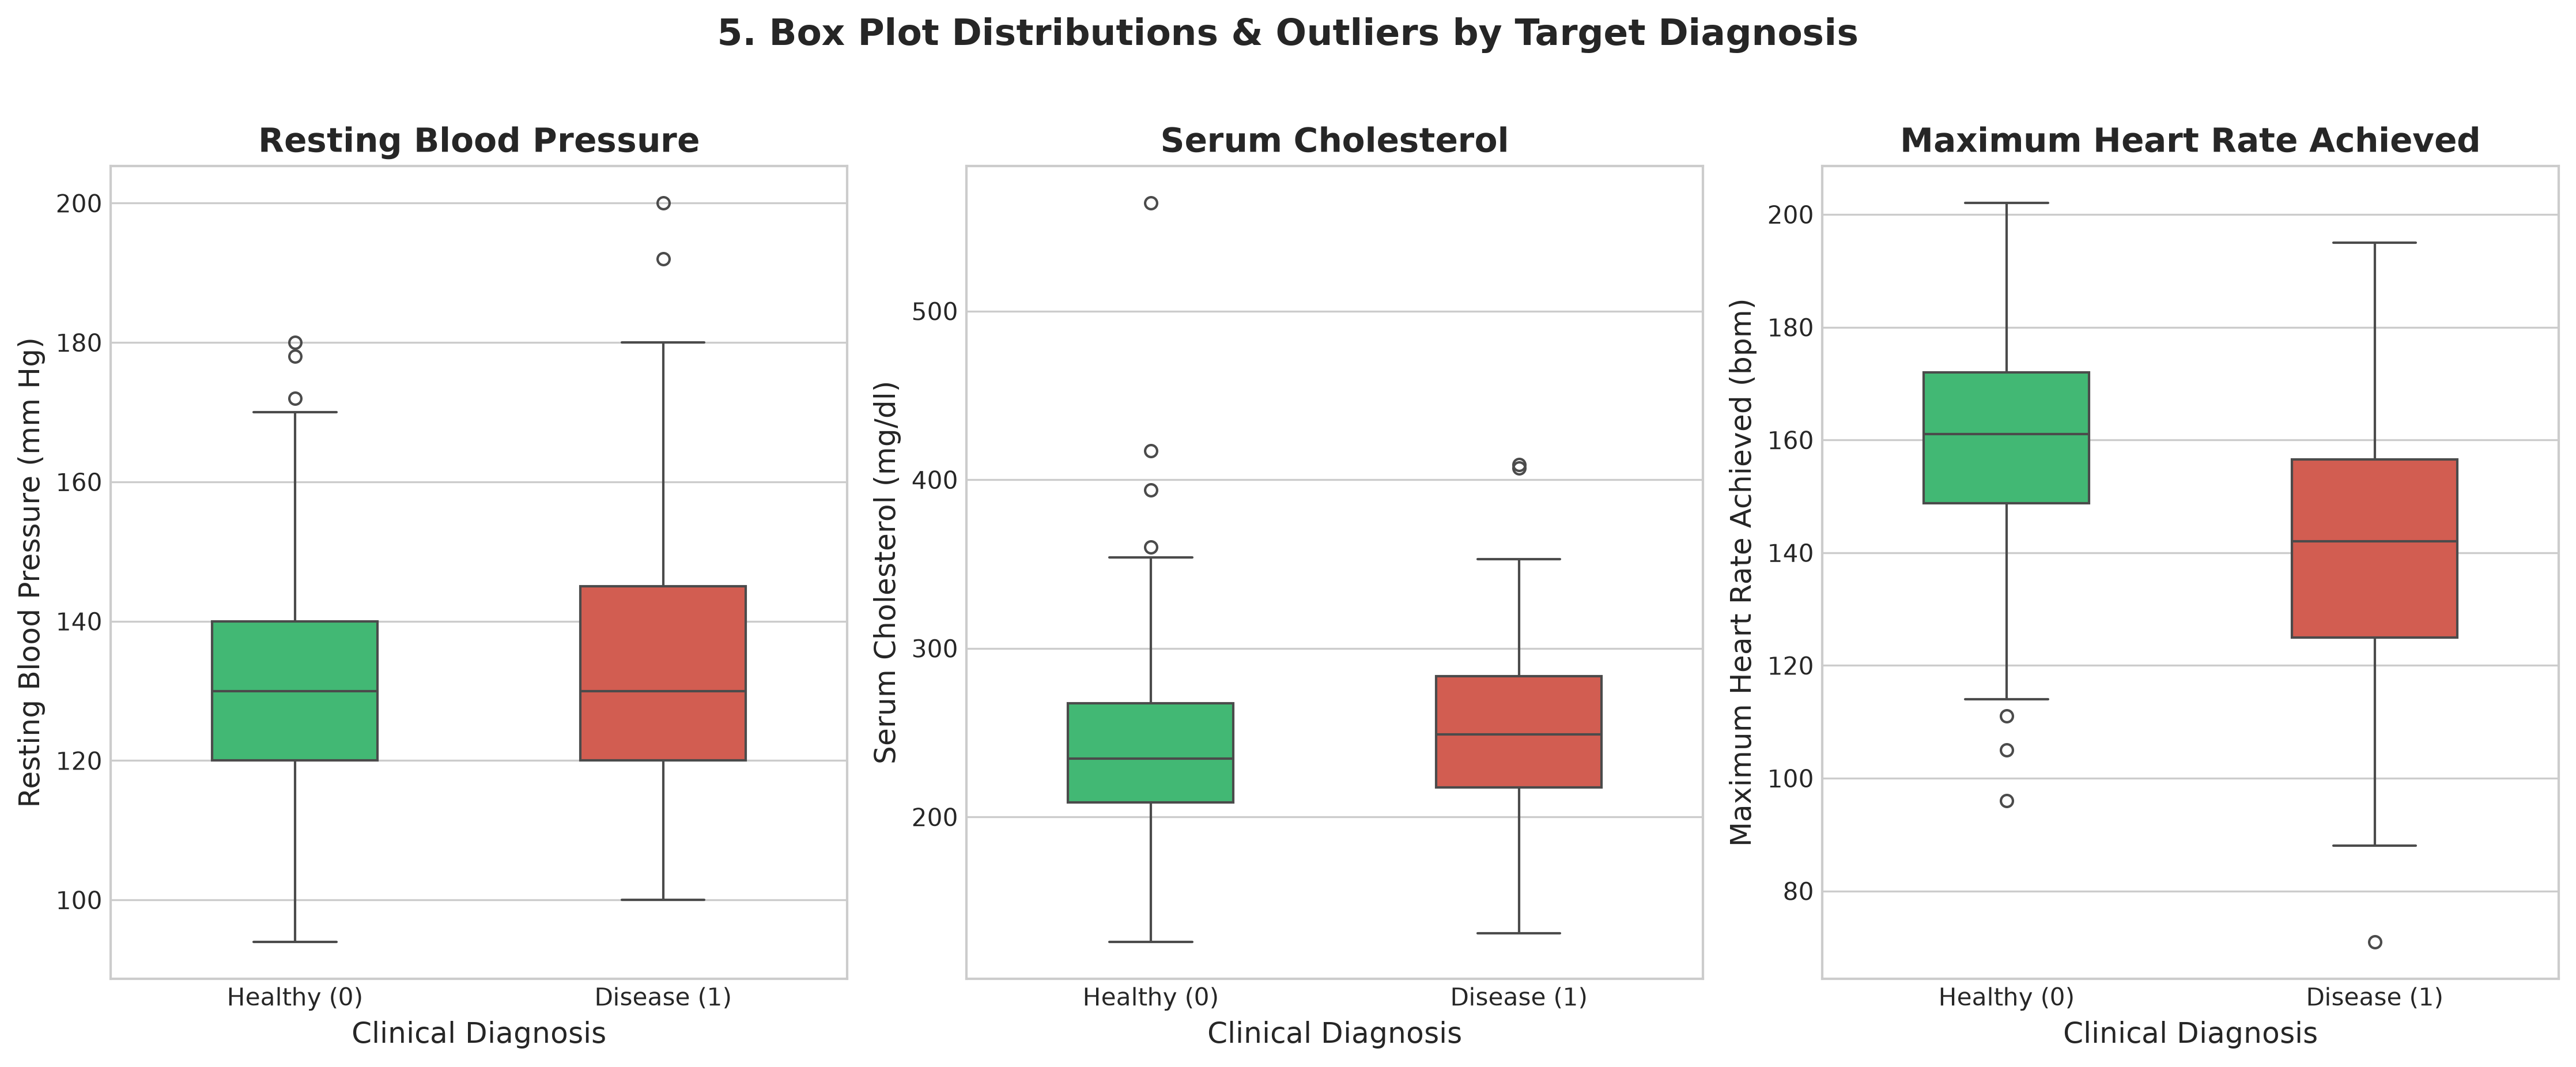 5. Box Plot Distributions & Outliers by Target Diagnosis
Resting Blood Pressure
Resting Blood Pressure (mm Hg)
200
180
160
140
120
100
Healthy (0)
Disease (1)
Clinical Diagnosis
Serum Cholesterol
Serum Cholesterol (mg/dl)
500
400
300
200
Healthy (0)
Disease (1)
Clinical Diagnosis
Maximum Heart Rate Achieved
Maximum Heart Rate Achieved (bpm)
200
180
160
140
120
100
80
Healthy (0)
Disease (1)
Clinical Diagnosis